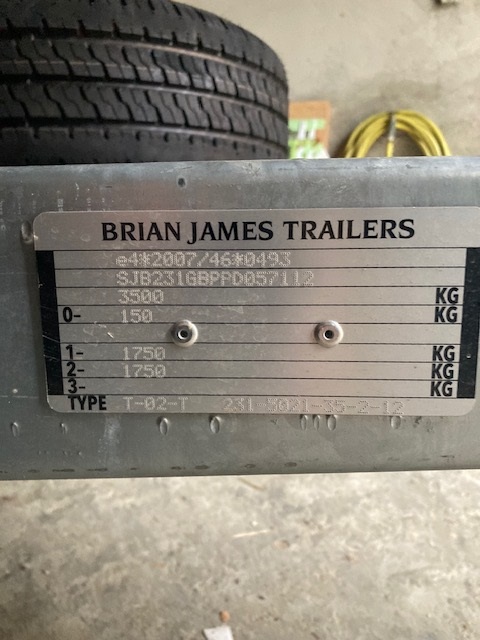 BRIAN JAMES TRAILERS
e4*2007/46*0493
SJB231GBPPD057112
3500 KG
0- 150 KG
1- 1750 KG
2- 1750 KG
3- KG
TYPE T-02-T 231-5021-35-2-12